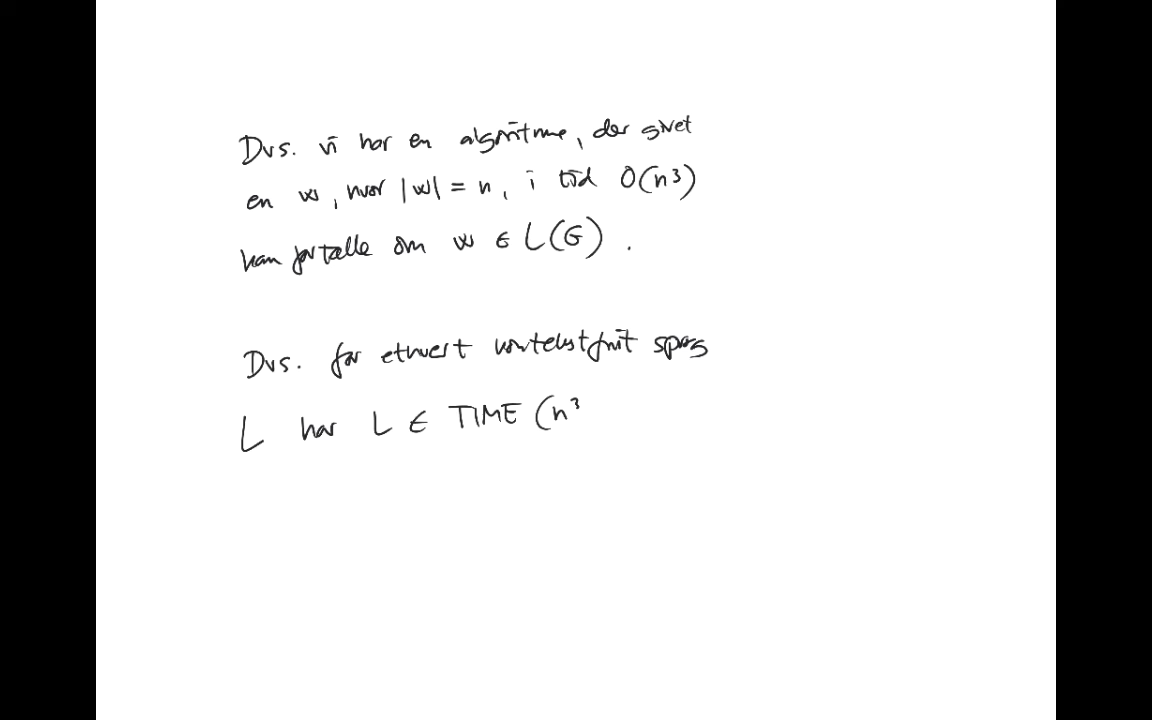 Dvs. vi har en algoritme, der givet
en w, hvor |w| = n, i tid O(n³)
kan fortælle om w ∈ L(G).
Dvs. for ethvert kontekstfrit sprog
L har L ∈ TIME (n³